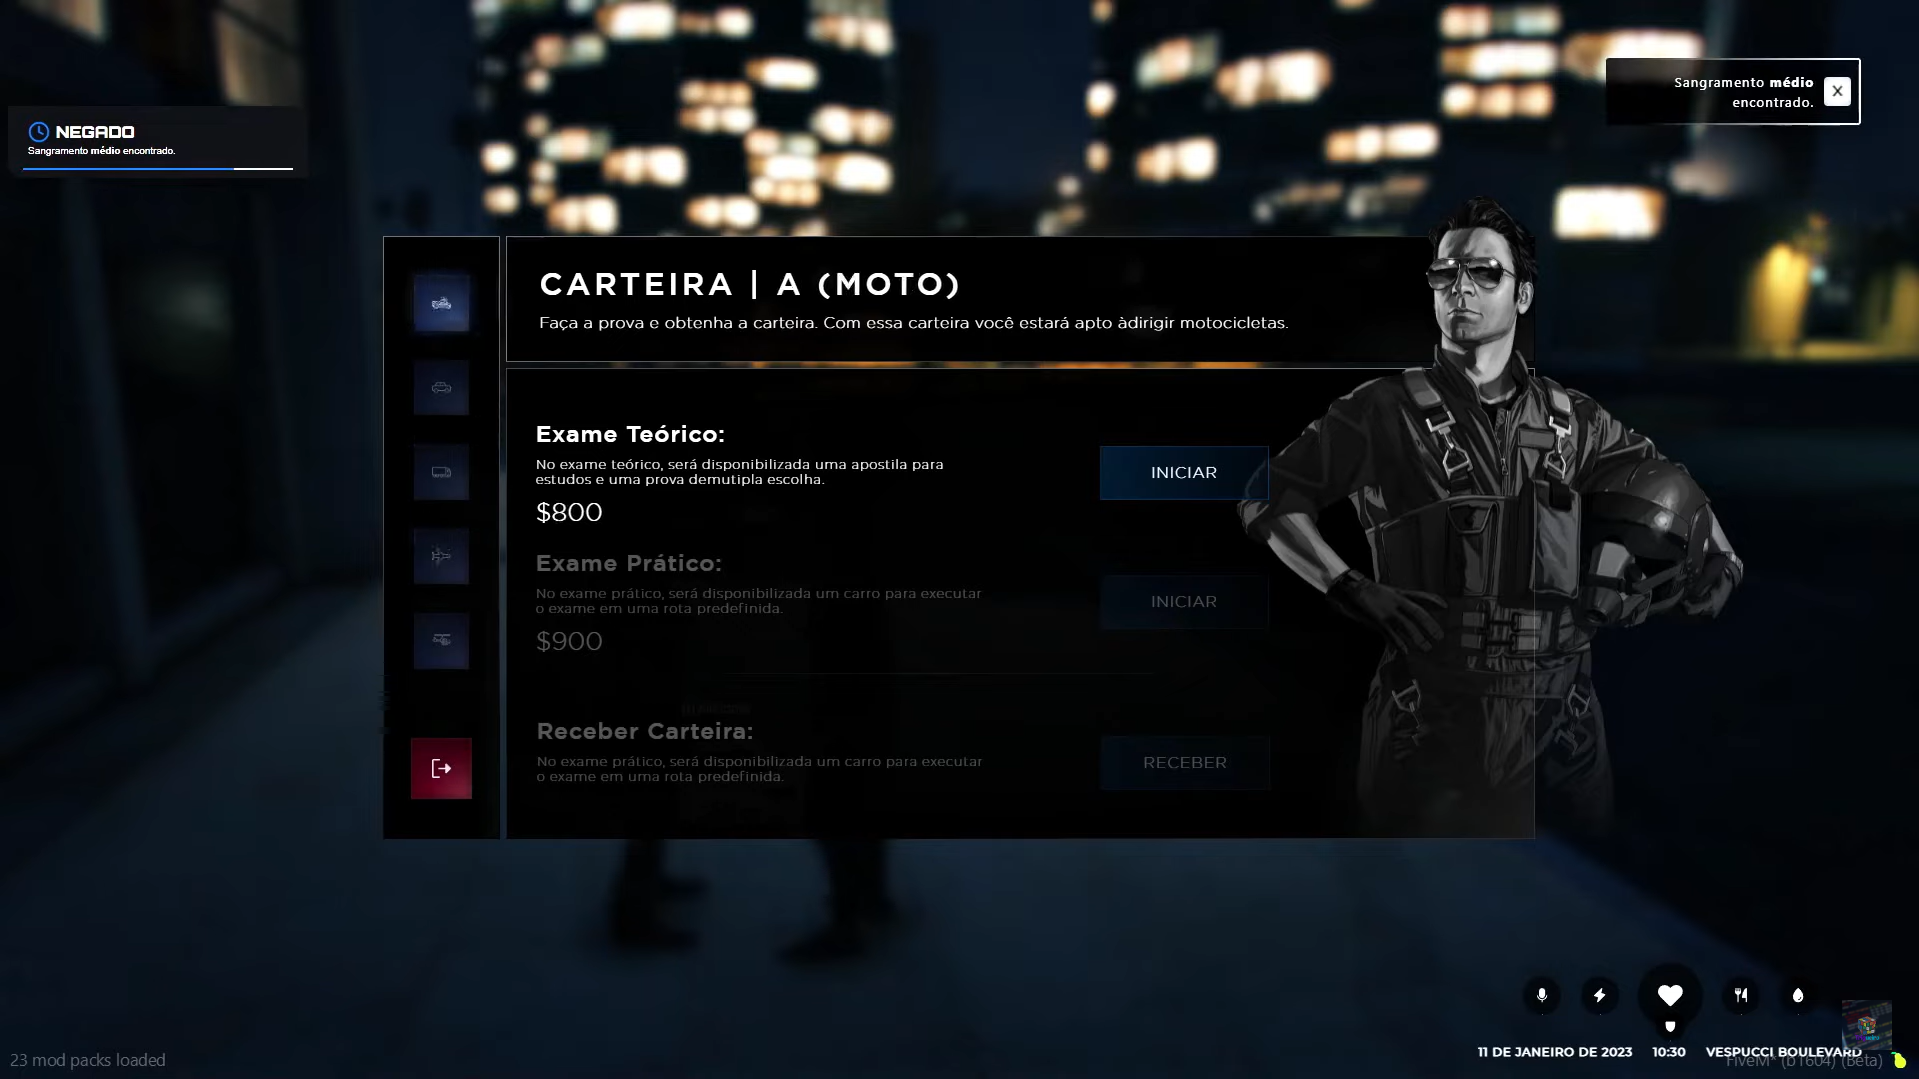 NEGADO
Sangramento médio encontrado.
Sangramento médio
encontrado.
X
CARTEIRA | A (MOTO)
Faça a prova e obtenha a carteira. Com essa carteira você estará apto àdirigir motocicletas.
Exame Teórico:
No exame teórico, será disponibilizada uma apostila para
estudos e uma prova demutipla escolha.
$800
INICIAR
Exame Prático:
No exame prático, será disponibilizada um carro para executar
o exame em uma rota predefinida.
$900
INICIAR
Receber Carteira:
No exame prático, será disponibilizada um carro para executar
o exame em uma rota predefinida.
RECEBER
11 DE JANEIRO DE 2023 10:30 VESPUCCI BOULEVARD
23 mod packs loaded
FiveM* (b1604) (Beta)